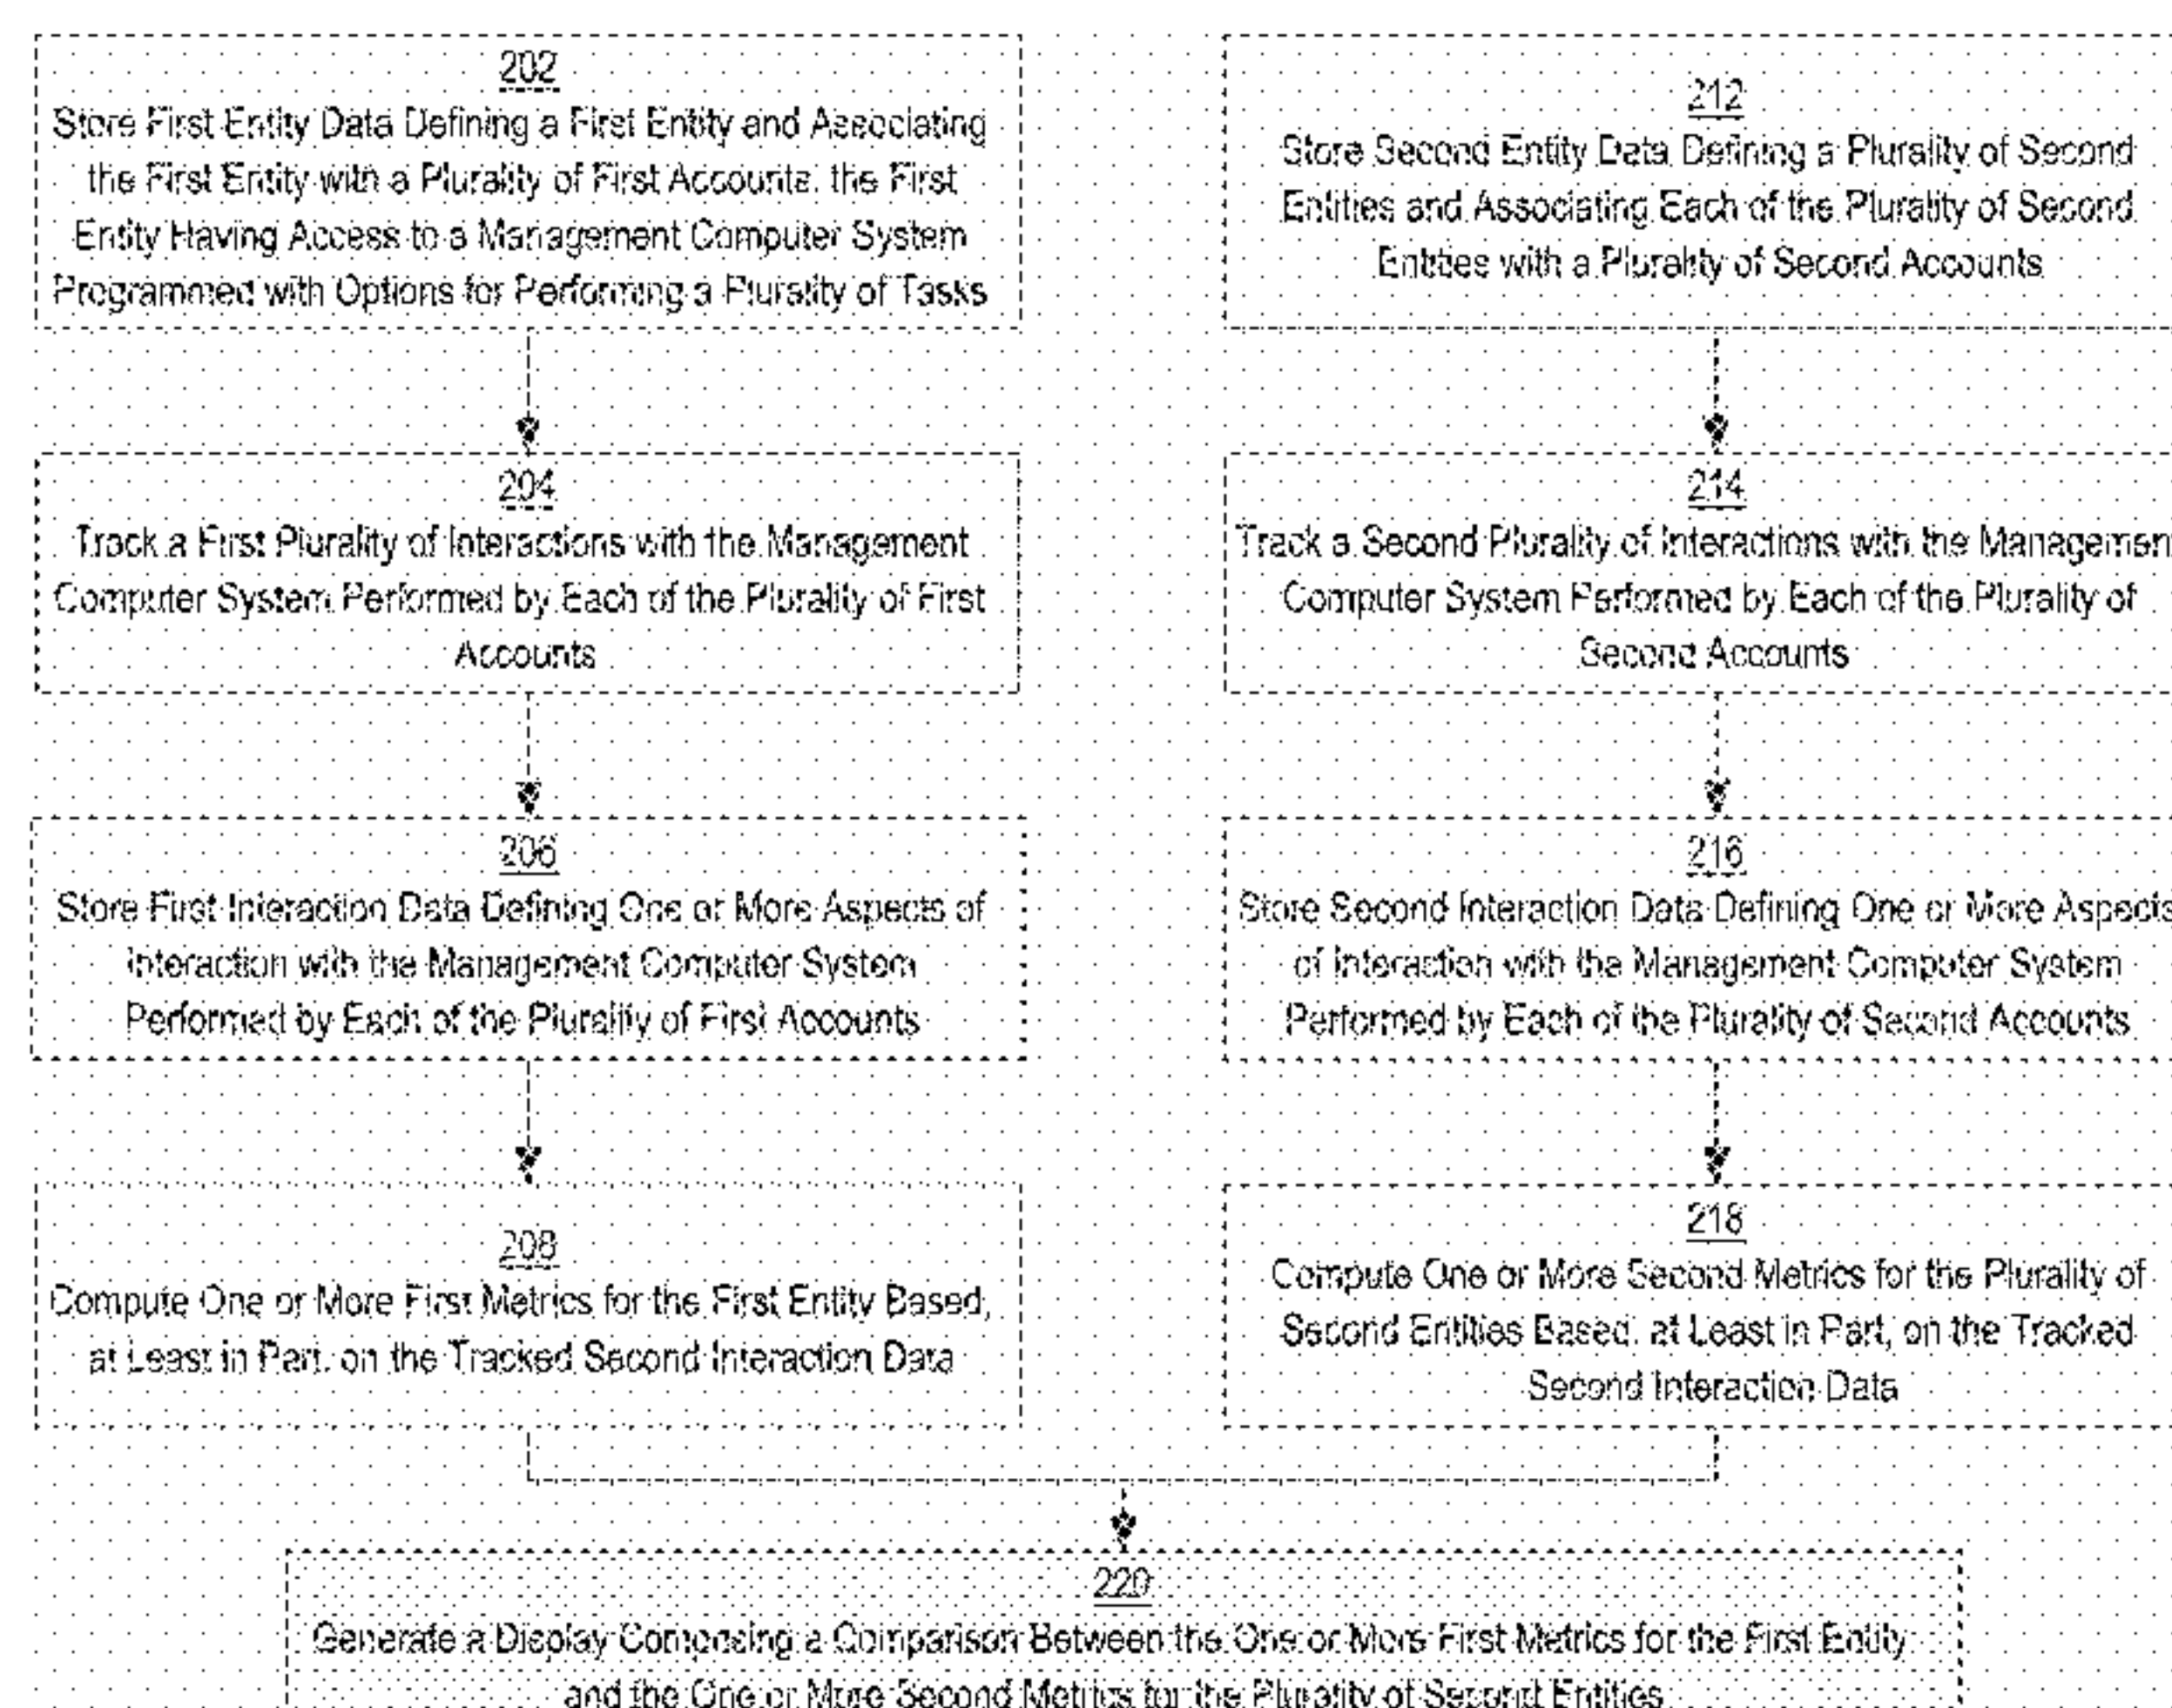 202
Store First Entity Data Defining a First Entity and Associating
the First Entity with a Plurality of First Accounts, the First
Entity Having Access to a Management Computer System
Programmed with Options for Performing a Plurality of Tasks
204
Track a First Plurality of Interactions with the Management
Computer System Performed by Each of the Plurality of First
Accounts
206
Store First Interaction Data Defining One or More Aspects of
Interaction with the Management Computer System
Performed by Each of the Plurality of First Accounts
208
Compute One or More First Metrics for the First Entity Based,
at Least in Part, on the Tracked Second Interaction Data
212
Store Second Entity Data Defining a Plurality of Second
Entities and Associating Each of the Plurality of Second
Entities with a Plurality of Second Accounts
214
Track a Second Plurality of Interactions with the Managemen
Computer System Performed by Each of the Plurality of
Second Accounts
216
Store Second Interaction Data Defining One or More Aspects
of Interaction with the Management Computer System
Performed by Each of the Plurality of Second Accounts
218
Compute One or More Second Metrics for the Plurality of
Second Entities Based, at Least in Part, on the Tracked
Second Interaction Data
220
Generate a Display Comprising a Comparison Between the One or More First Metrics for the First Entity
and the One or More Second Metrics for the Plurality of Second Entities